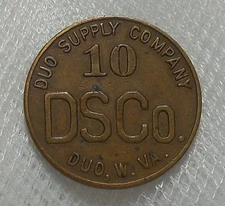 DUO SUPPLY COMPANY
10
DSCo.
DUO. W. VA.